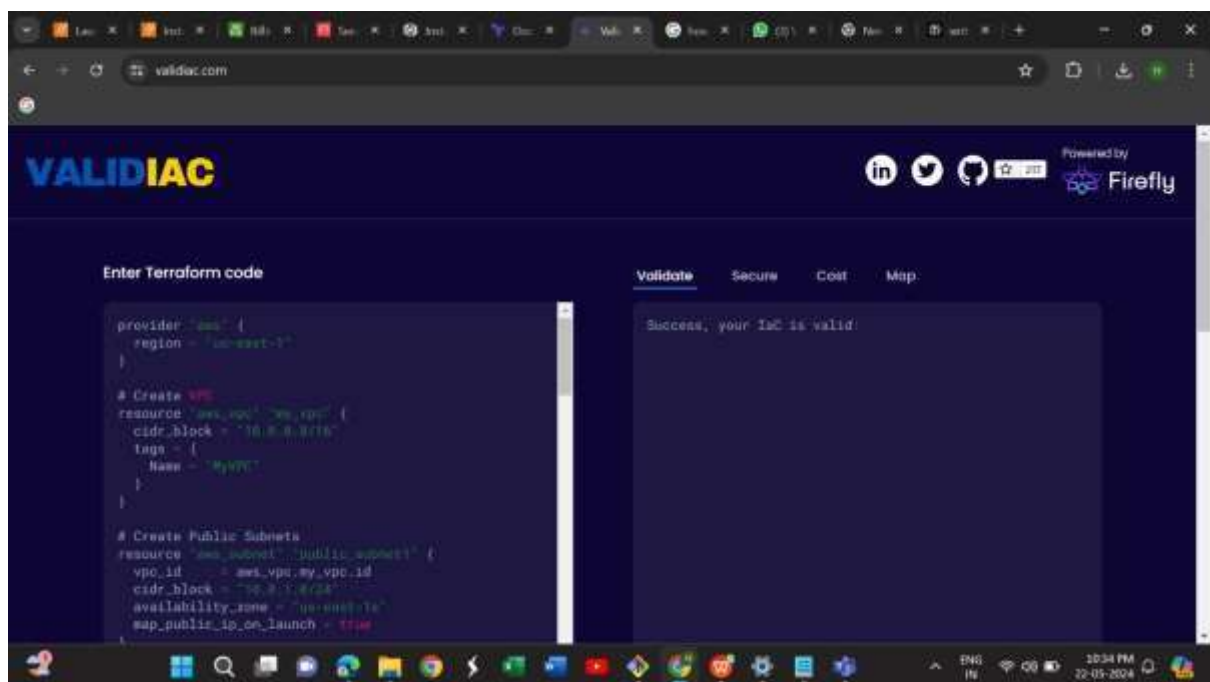 validiac.com
VALIDIAC
Powered by
Firefly
Enter Terraform code
Validate Secure Cost Map
provider "aws" {
region = "us-east-1"
}
# Create VPC
resource "aws_vpc" "my_vpc" {
cidr_block = "10.0.0.0/16"
tags = {
Name = "MyVPC"
}
}
# Create Public Subnets
resource "aws_subnet" "public_subnet1" {
vpc_id = aws_vpc.my_vpc.id
cidr_block = "10.0.1.0/24"
availability_zone = "us-east-1a"
map_public_ip_on_launch = true
}
Success, your IaC is valid
ENG
IN
10:34 PM
22-05-2024